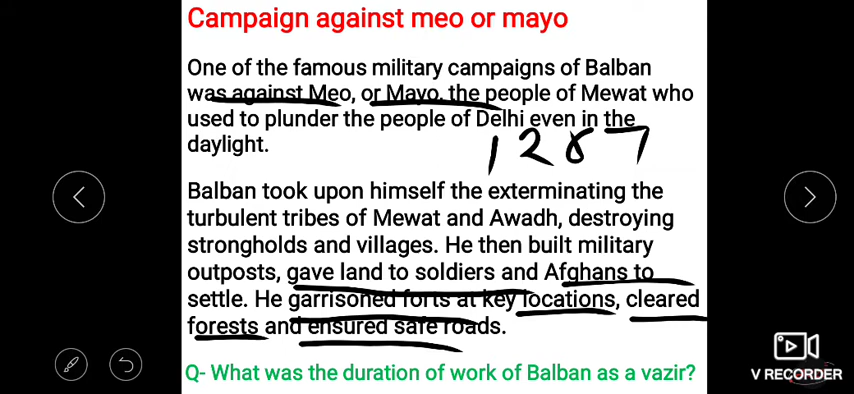 Campaign against meo or mayo
One of the famous military campaigns of Balban
was against Meo, or Mayo, the people of Mewat who
used to plunder the people of Delhi even in the
daylight.
1287
Balban took upon himself the exterminating the
turbulent tribes of Mewat and Awadh, destroying
strongholds and villages. He then built military
outposts, gave land to soldiers and Afghans to
settle. He garrisoned forts at key locations, cleared
forests and ensured safe roads.
Q- What was the duration of work of Balban as a vazir?
V RECORDER